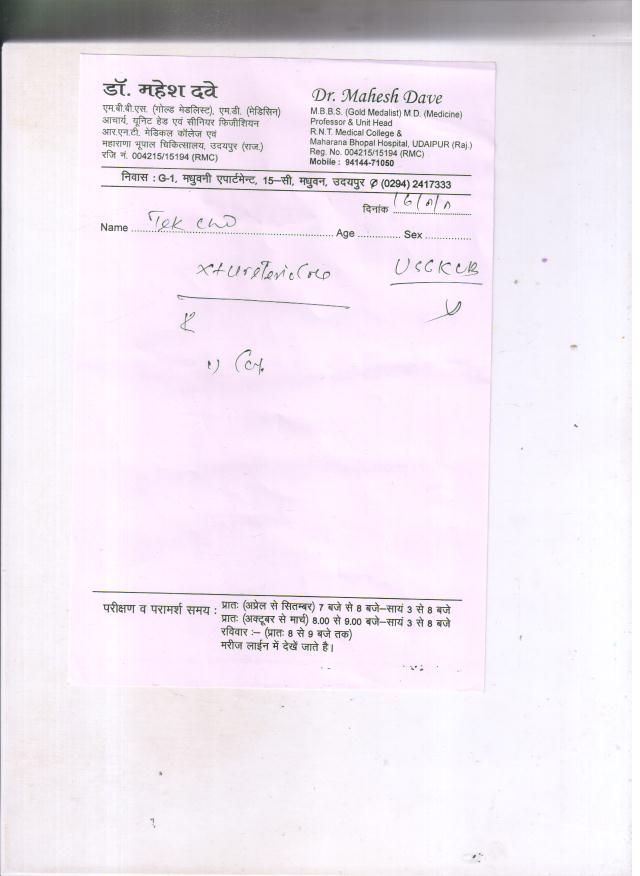 डॉ. महेश दवे
एम.बी.बी.एस. (गोल्ड मेडलिस्ट), एम.डी. (मेडिसिन)
आचार्य, यूनिट हेड एवं सीनियर फिजीशियन
आर.एन.टी. मेडिकल कॉलेज एवं
महाराणा भूपाल चिकित्सालय, उदयपुर (राज.)
रजि नं. 004215/15194 (RMC)
Dr. Mahesh Dave
M.B.B.S. (Gold Medalist) M.D. (Medicine)
Professor & Unit Head
R.N.T. Medical College &
Maharana Bhopal Hospital, UDAIPUR (Raj.)
Reg. No. 004215/15194 (RMC)
Mobile : 94144-71050
निवास : G-1, मधुवनी एपार्टमेन्ट, 15–सी, मधुवन, उदयपुर ✆ (0294) 2417333
दिनांक
Name Tek Age Sex
Ureteric
USG KUB
1)
परीक्षण व परामर्श समय : प्रातः (अप्रेल से सितम्बर) 7 बजे से 8 बजे–सायं 3 से 8 बजे
प्रातः (अक्टूबर से मार्च) 8.00 से 9.00 बजे–सायं 3 से 8 बजे
रविवार :– (प्रातः 8 से 9 बजे तक)
मरीज लाईन में देखें जाते है।